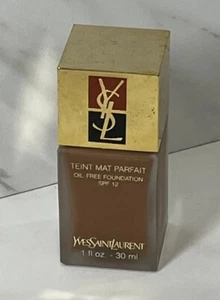 YSL
TEINT MAT PARFAIT
OIL FREE FOUNDATION
SPF 12
YVESSAINTLAURENT
1 fl oz - 30 ml